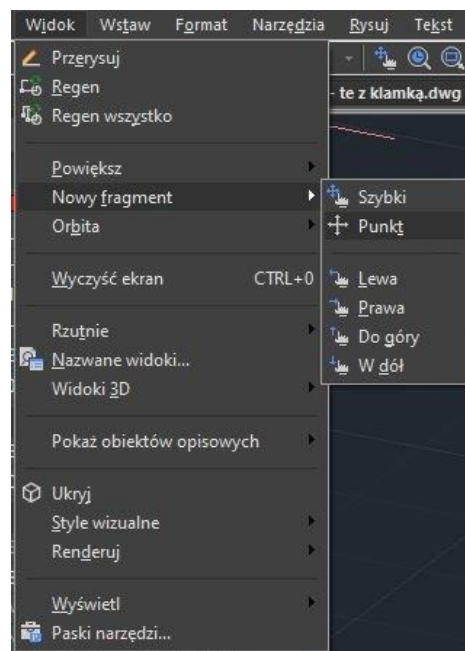 Widok Wstaw Format Narzędzia Rysuj Tekst
Przerysuj
Regen
- te z klamką.dwg
Regen wszystko
Powiększ
Nowy fragment
Szybki
Orbita
Punkt
Wyczyść ekran CTRL+0
Lewa
Prawa
Rzutnie
Do góry
Nazwane widoki...
W dół
Widoki 3D
Pokaż obiektów opisowych
Ukryj
Style wizualne
Renderuj
Wyświetl
Paski narzędzi...